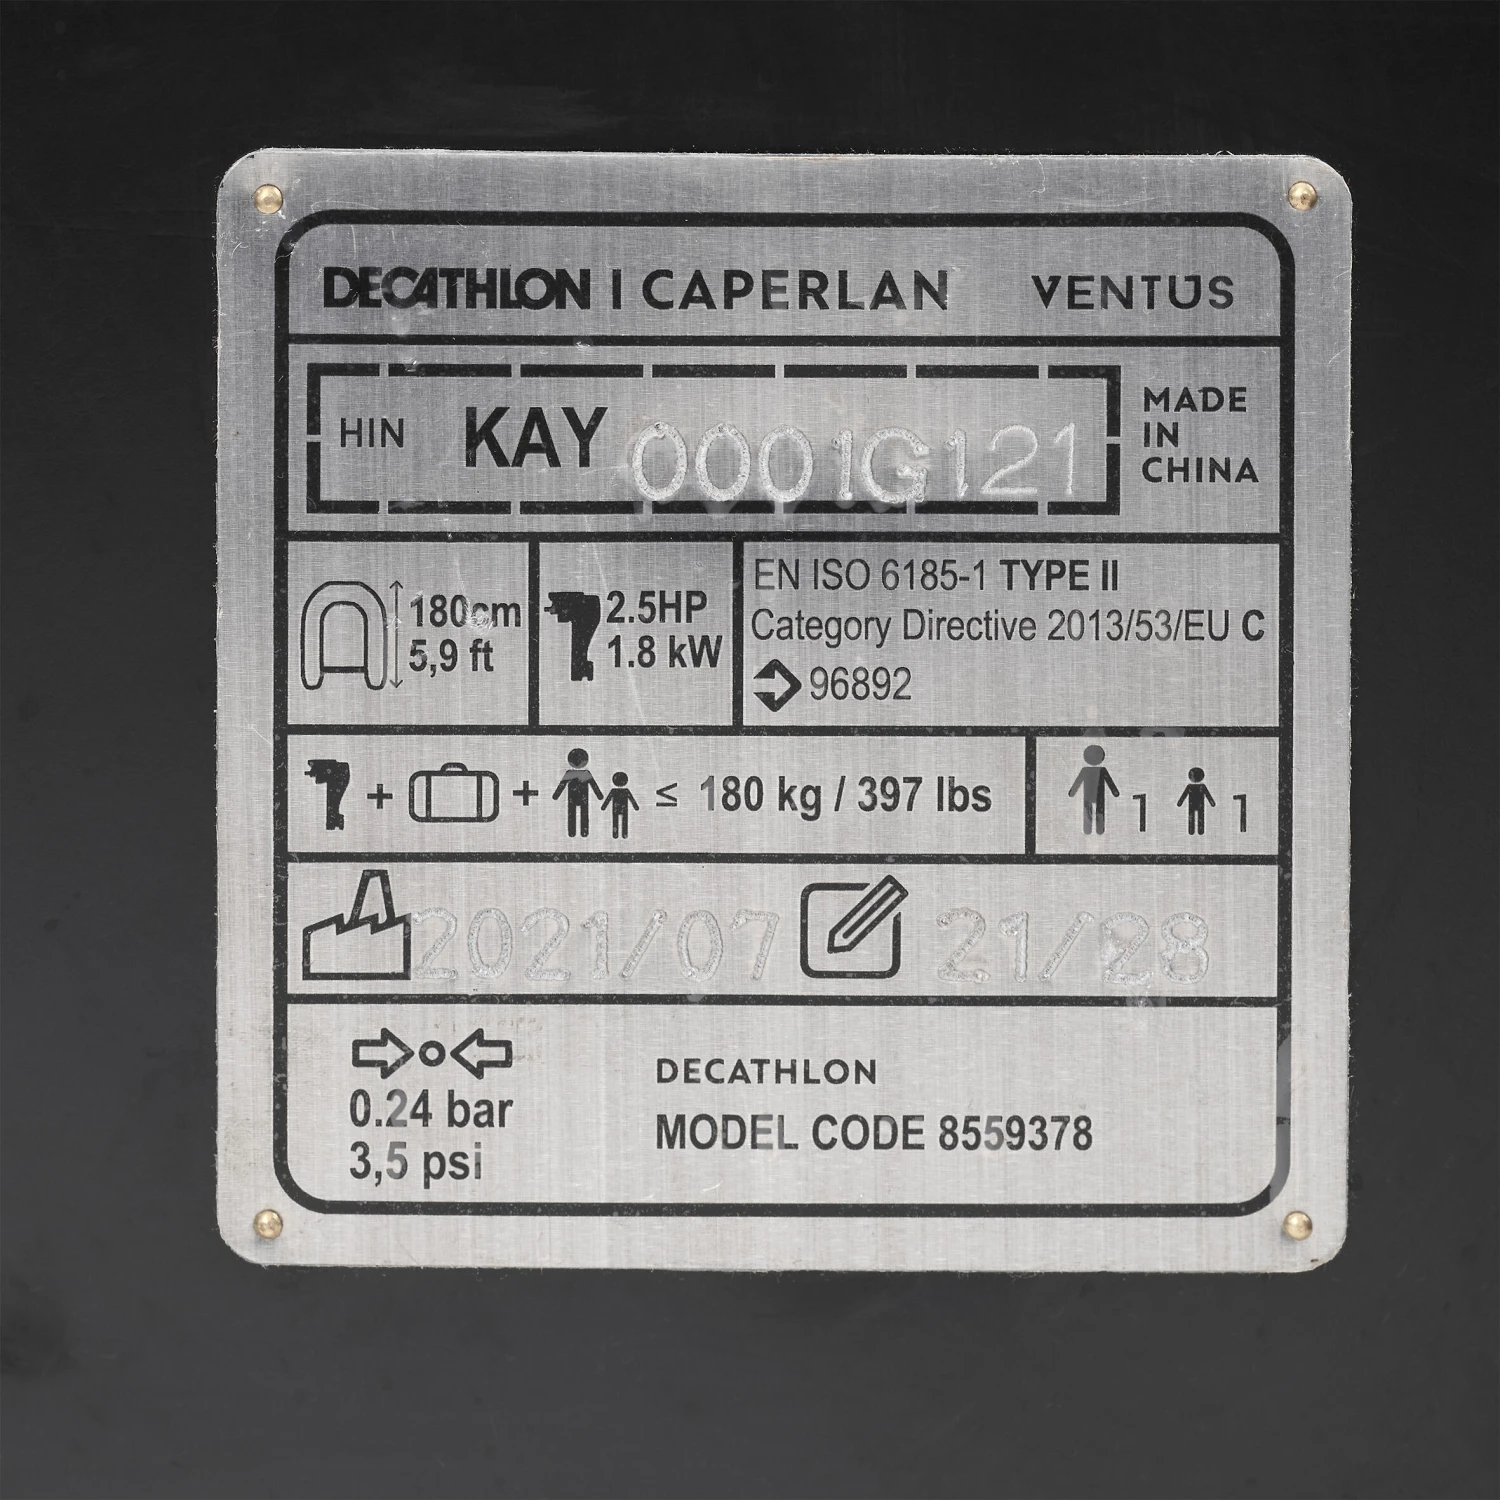 DECATHLON | CAPERLAN VENTUS
HIN KAY 0001G121
MADE
IN
CHINA
180cm
5,9 ft
2.5HP
1.8 kW
EN ISO 6185-1 TYPE II
Category Directive 2013/53/EU C
96892
+ + ≤ 180 kg / 397 lbs
1 1
2021/07 21/28
0.24 bar
3,5 psi
DECATHLON
MODEL CODE 8559378